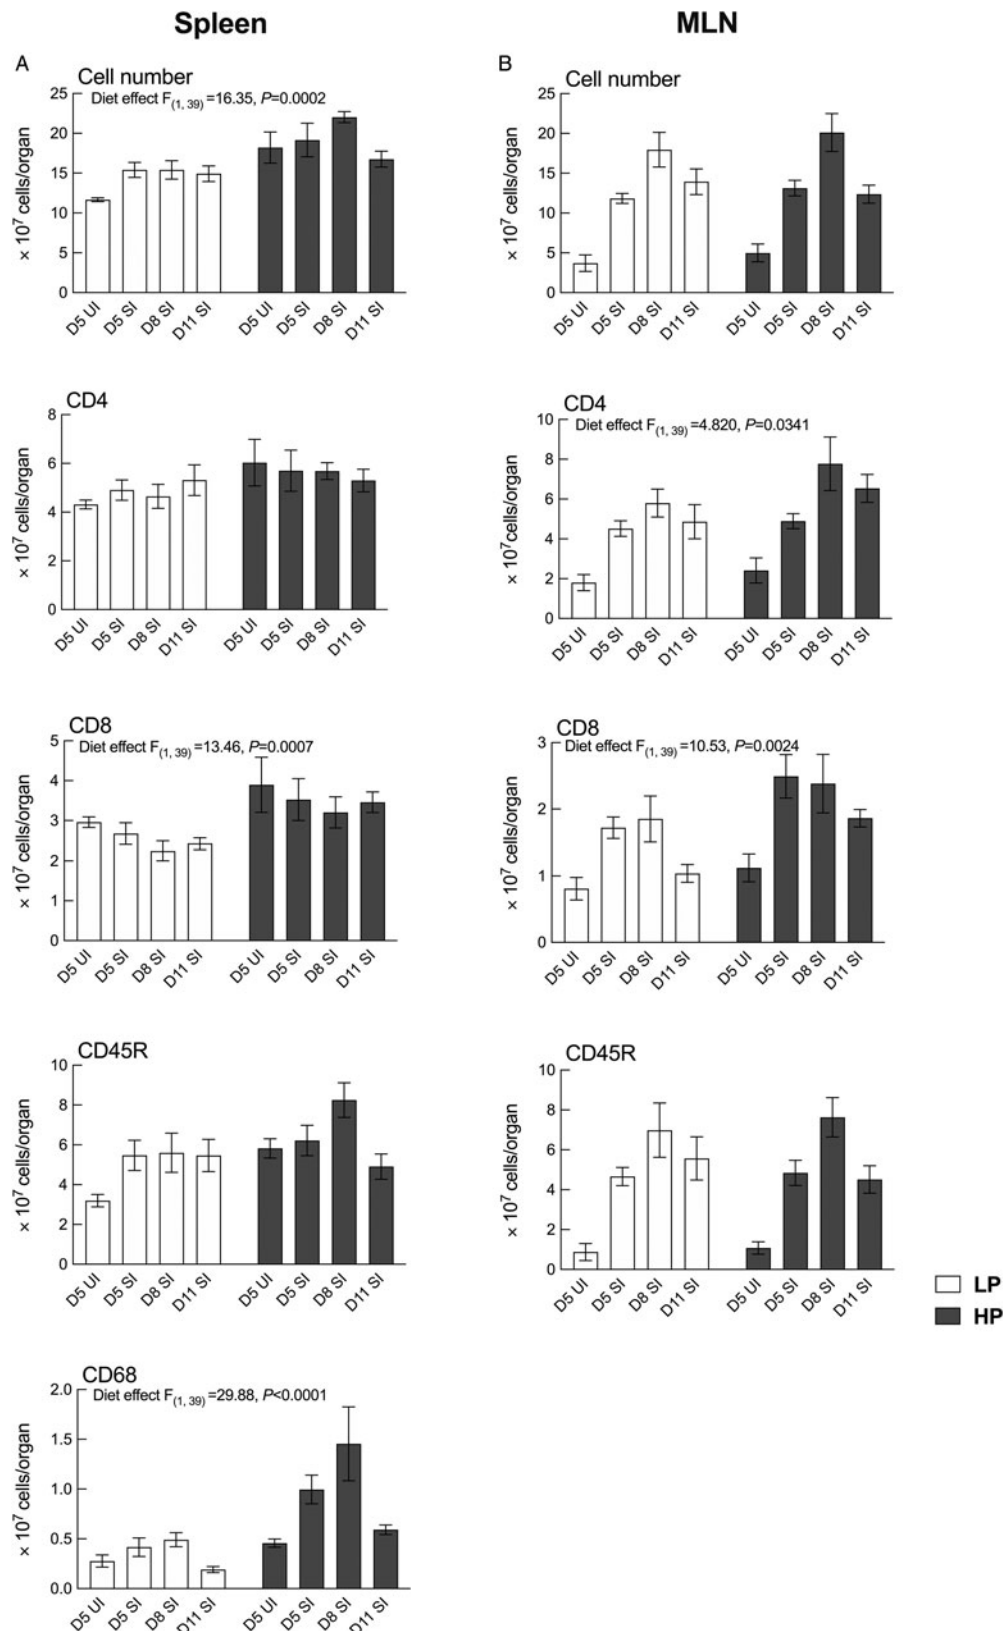 Spleen
MLN
A
Cell number
Diet effect F(1, 39) =16.35, P=0.0002
× 10⁷ cells/organ
25
20
15
10
5
0
D5 UI
D5 SI
D8 SI
D11 SI
D5 UI
D5 SI
D8 SI
D11 SI
B
Cell number
× 10⁷ cells/organ
25
20
15
10
5
0
D5 UI
D5 SI
D8 SI
D11 SI
D5 UI
D5 SI
D8 SI
D11 SI
CD4
× 10⁷ cells/organ
8
6
4
2
0
D5 UI
D5 SI
D8 SI
D11 SI
D5 UI
D5 SI
D8 SI
D11 SI
CD4
Diet effect F(1, 39) =4.820, P=0.0341
× 10⁷cells/organ
10
8
6
4
2
0
D5 UI
D5 SI
D8 SI
D11 SI
D5 UI
D5 SI
D8 SI
D11 SI
CD8
Diet effect F(1, 39) =13.46, P=0.0007
× 10⁷ cells/organ
5
4
3
2
1
0
D5 UI
D5 SI
D8 SI
D11 SI
D5 UI
D5 SI
D8 SI
D11 SI
CD8
Diet effect F(1, 39) =10.53, P=0.0024
× 10⁷ cells/organ
3
2
1
0
D5 UI
D5 SI
D8 SI
D11 SI
D5 UI
D5 SI
D8 SI
D11 SI
CD45R
× 10⁷ cells/organ
10
8
6
4
2
0
D5 UI
D5 SI
D8 SI
D11 SI
D5 UI
D5 SI
D8 SI
D11 SI
CD45R
× 10⁷ cells/organ
10
8
6
4
2
0
D5 UI
D5 SI
D8 SI
D11 SI
D5 UI
D5 SI
D8 SI
D11 SI
LP
HP
CD68
Diet effect F(1, 39) =29.88, P<0.0001
× 10⁷ cells/organ
2.0
1.5
1.0
0.5
0.0
D5 UI
D5 SI
D8 SI
D11 SI
D5 UI
D5 SI
D8 SI
D11 SI